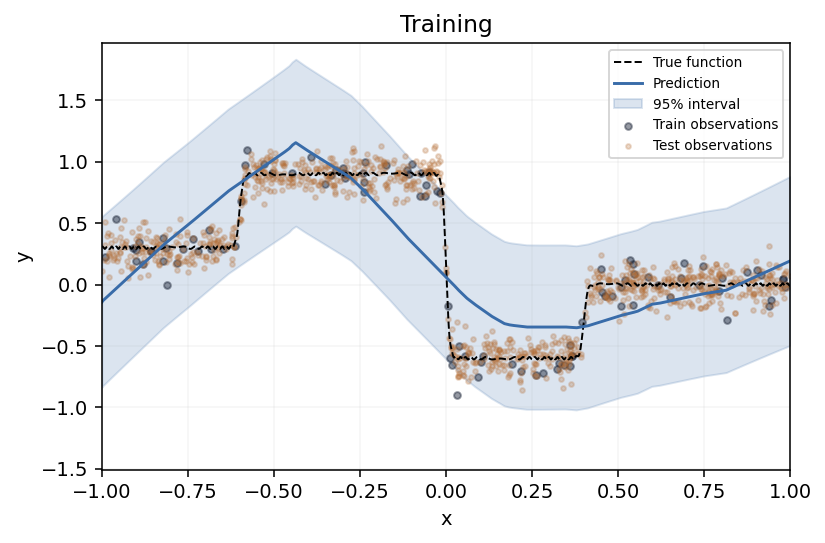 Training
True function
Prediction
95% interval
Train observations
Test observations
y
1.5
1.0
0.5
0.0
−0.5
−1.0
−1.5
−1.00 −0.75 −0.50 −0.25 0.00 0.25 0.50 0.75 1.00
x